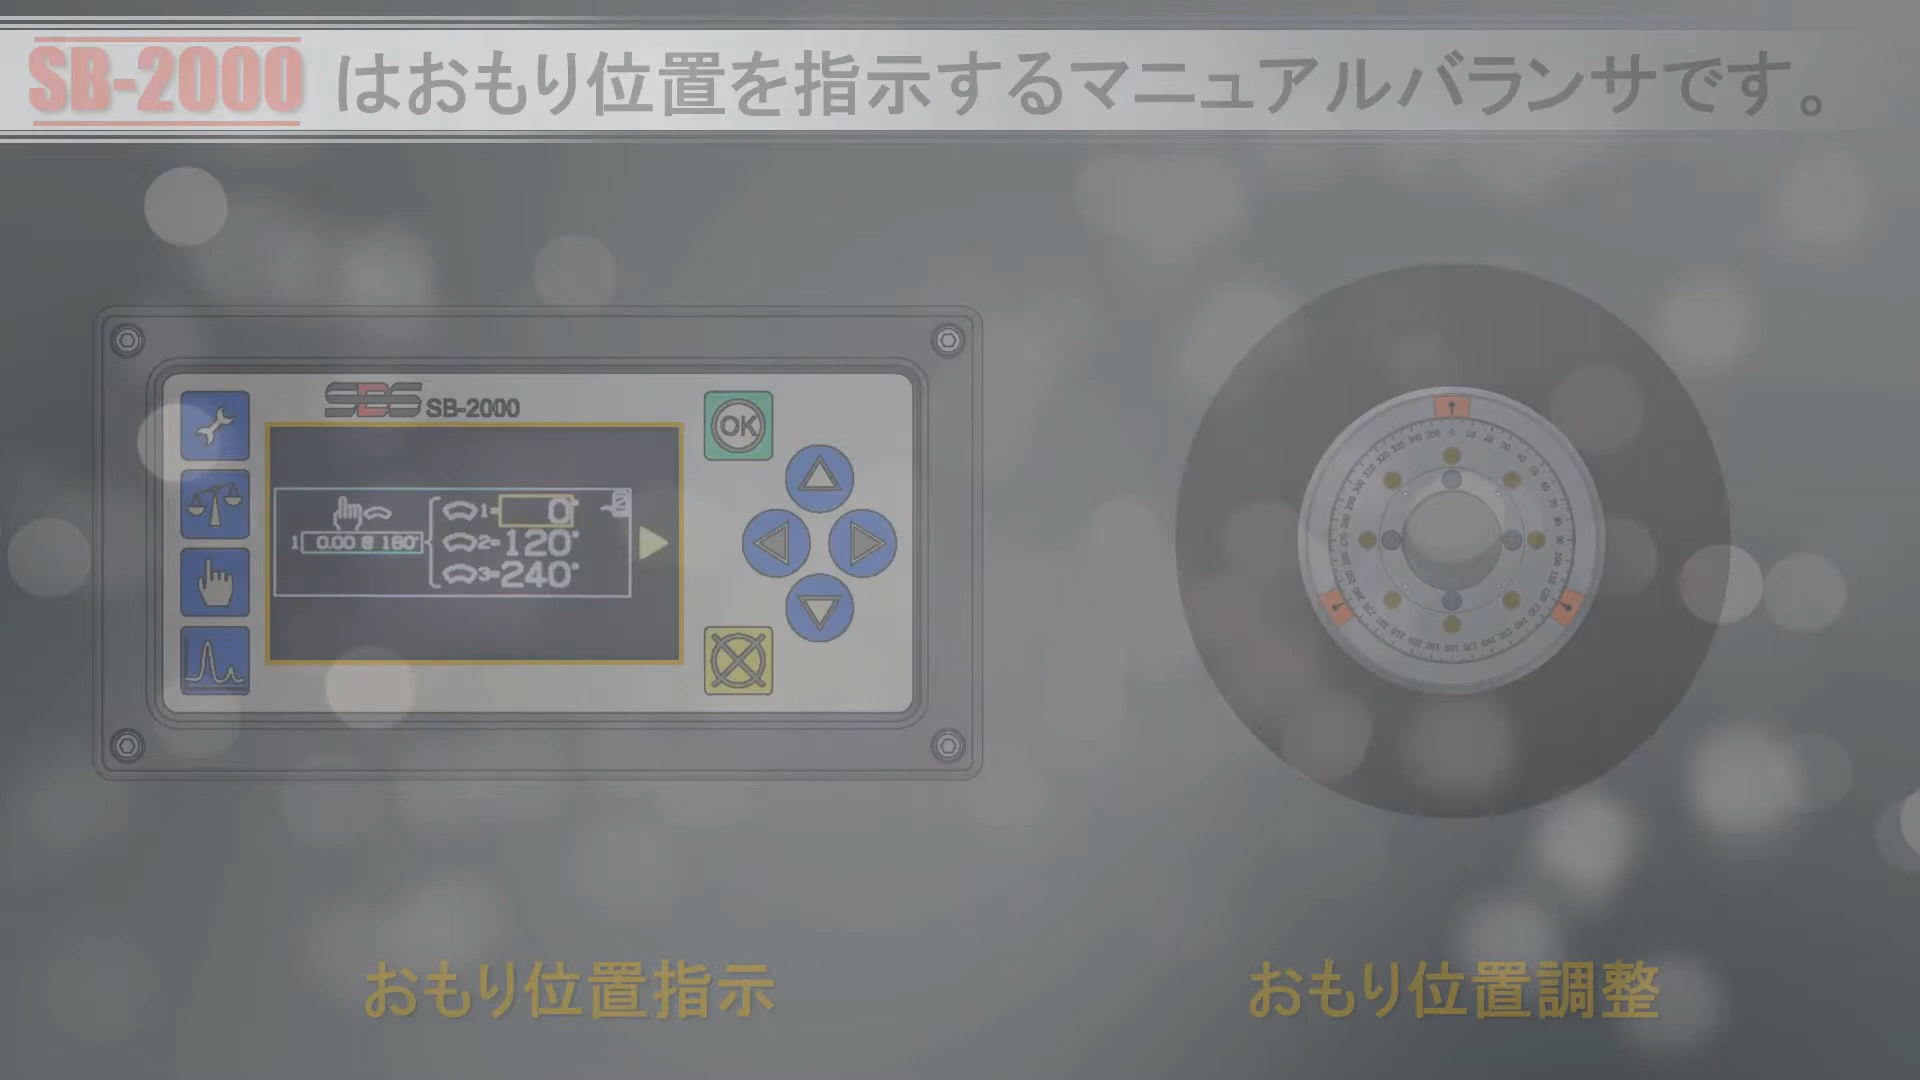 SB-2000 はおもり位置を指示するマニュアルバランサです。
SBS SB-2000
OK
1= 0°
1 0.00 @ 180°
2=120°
3=240°
おもり位置指示
おもり位置調整